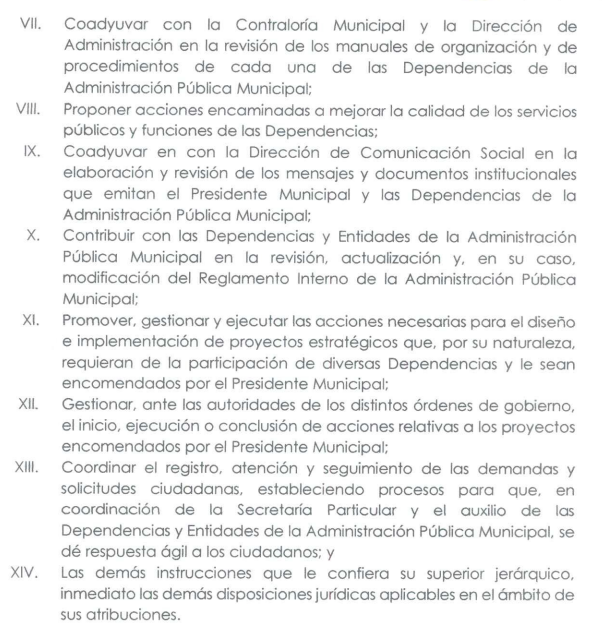 VII. Coadyuvar con la Contraloría Municipal y la Dirección de
Administración en la revisión de los manuales de organización y de
procedimientos de cada una de las Dependencias de la
Administración Pública Municipal;
VIII. Proponer acciones encaminadas a mejorar la calidad de los servicios
públicos y funciones de las Dependencias;
IX. Coadyuvar en con la Dirección de Comunicación Social en la
elaboración y revisión de los mensajes y documentos institucionales
que emitan el Presidente Municipal y las Dependencias de la
Administración Pública Municipal;
X. Contribuir con las Dependencias y Entidades de la Administración
Pública Municipal en la revisión, actualización y, en su caso,
modificación del Reglamento Interno de la Administración Pública
Municipal;
XI. Promover, gestionar y ejecutar las acciones necesarias para el diseño
e implementación de proyectos estratégicos que, por su naturaleza,
requieran de la participación de diversas Dependencias y le sean
encomendados por el Presidente Municipal;
XII. Gestionar, ante las autoridades de los distintos órdenes de gobierno,
el inicio, ejecución o conclusión de acciones relativas a los proyectos
encomendados por el Presidente Municipal;
XIII. Coordinar el registro, atención y seguimiento de las demandas y
solicitudes ciudadanas, estableciendo procesos para que, en
coordinación de la Secretaría Particular y el auxilio de las
Dependencias y Entidades de la Administración Pública Municipal, se
dé respuesta ágil a los ciudadanos; y
XIV. Las demás instrucciones que le confiera su superior jerárquico,
inmediato las demás disposiciones jurídicas aplicables en el ámbito de
sus atribuciones.